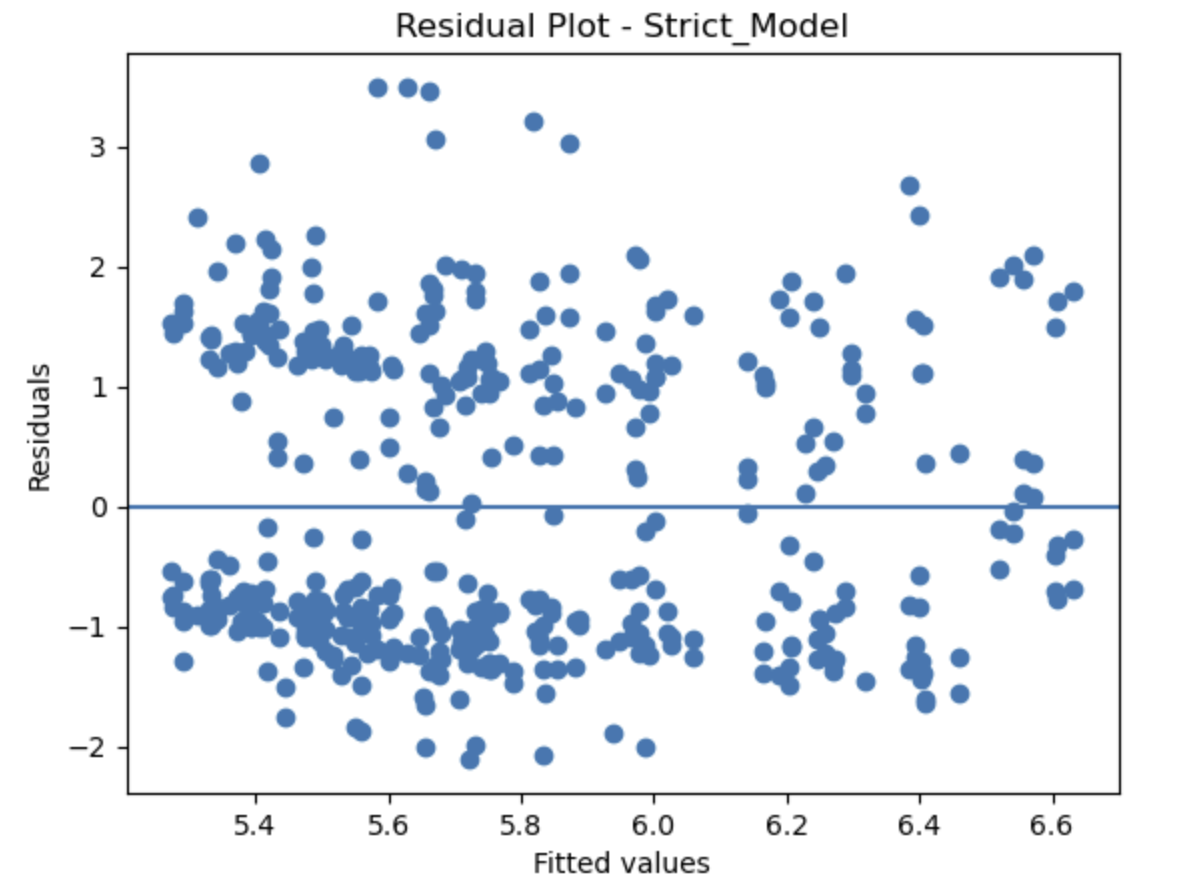 Residual Plot - Strict_Model
3
2
1
0
−1
−2
Residuals
5.4 5.6 5.8 6.0 6.2 6.4 6.6
Fitted values